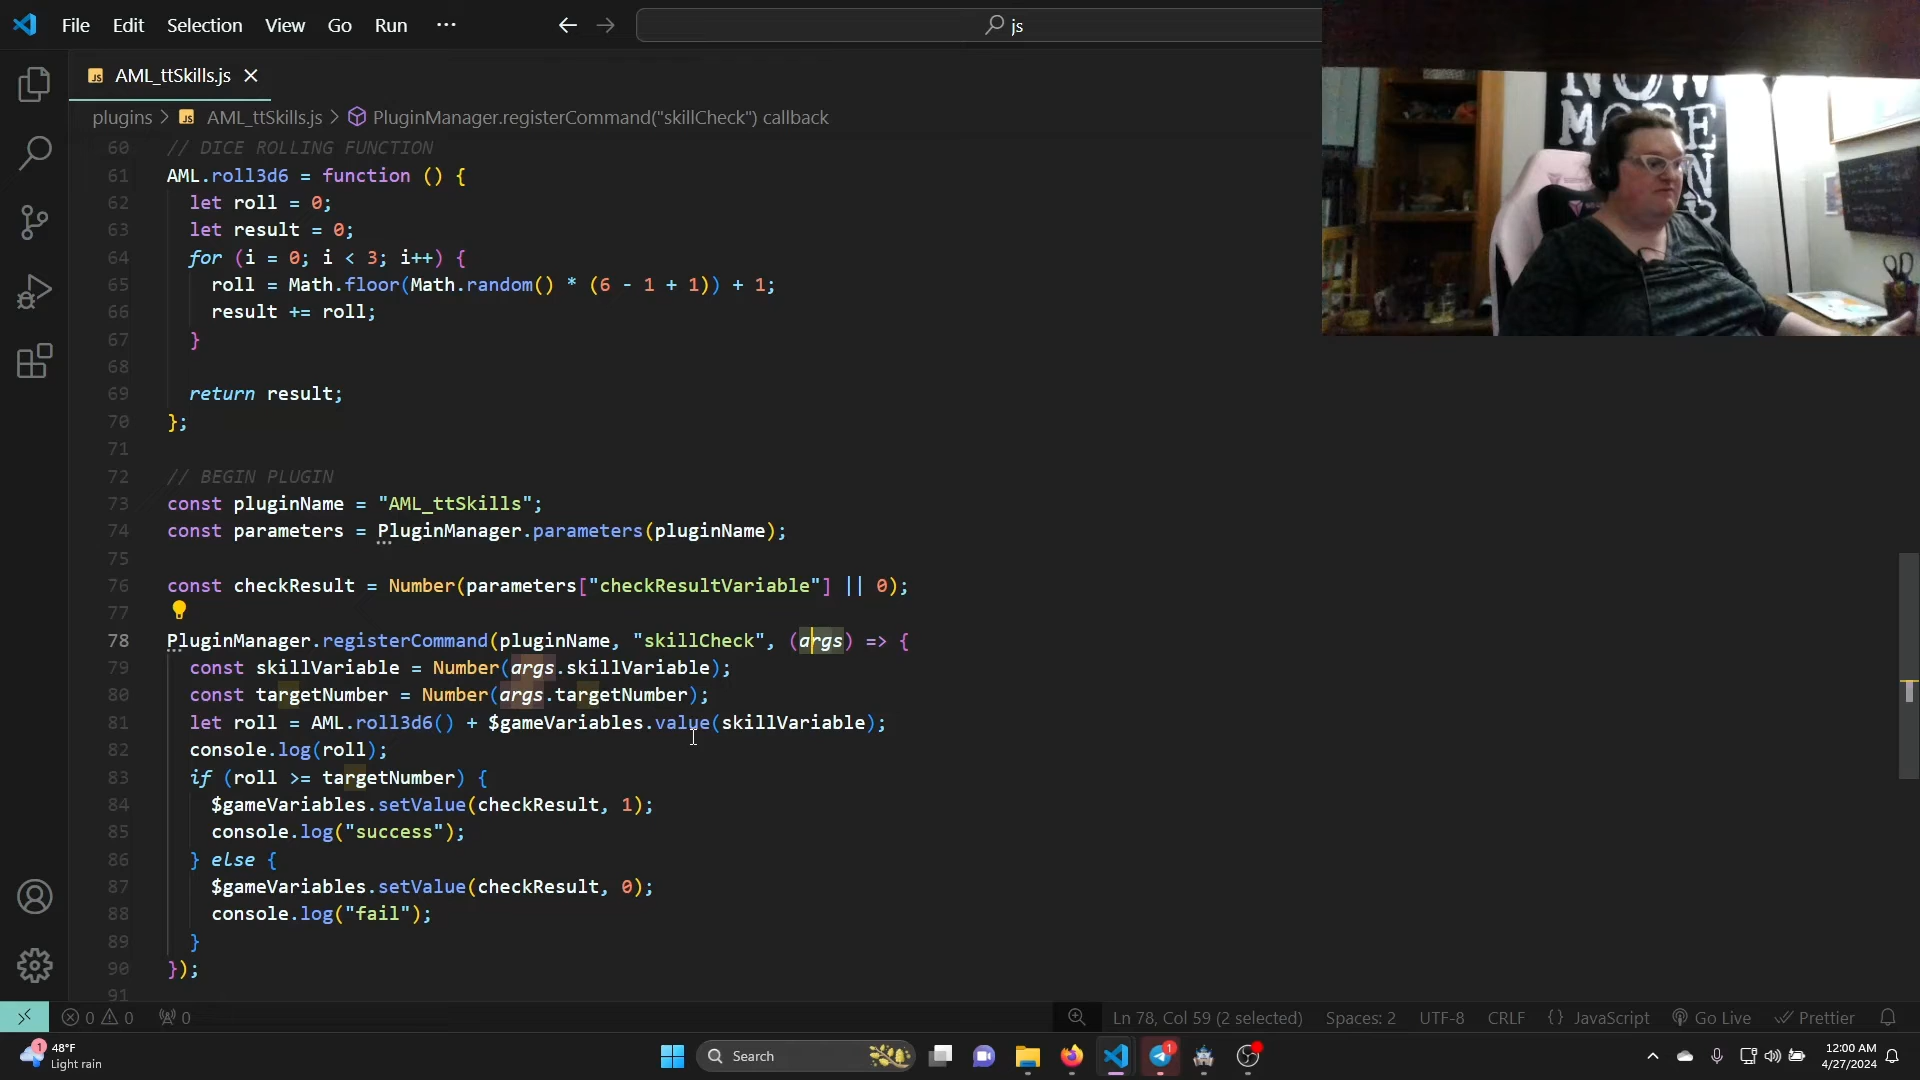 File Edit Selection View Go Run ···
js
AML_ttSkills.js
plugins > AML_ttSkills.js > PluginManager.registerCommand("skillCheck") callback
60 // DICE ROLLING FUNCTION
61 AML.roll3d6 = function () {
62 let roll = 0;
63 let result = 0;
64 for (i = 0; i < 3; i++) {
65 roll = Math.floor(Math.random() * (6 - 1 + 1)) + 1;
66 result += roll;
67 }
68
69 return result;
70 };
71
72 // BEGIN PLUGIN
73 const pluginName = "AML_ttSkills";
74 const parameters = PluginManager.parameters(pluginName);
75
76 const checkResult = Number(parameters["checkResultVariable"] || 0);
77
78 PluginManager.registerCommand(pluginName, "skillCheck", (args) => {
79 const skillVariable = Number(args.skillVariable);
80 const targetNumber = Number(args.targetNumber);
81 let roll = AML.roll3d6() + $gameVariables.value(skillVariable);
82 console.log(roll);
83 if (roll >= targetNumber) {
84 $gameVariables.setValue(checkResult, 1);
85 console.log("success");
86 } else {
87 $gameVariables.setValue(checkResult, 0);
88 console.log("fail");
89 }
90 });
91
NOW
MORE
0 0 0 Ln 78, Col 59 (2 selected) Spaces: 2 UTF-8 CRLF {} JavaScript Go Live Prettier
1 48°F
Light rain
Search
1
12:00 AM
4/27/2024